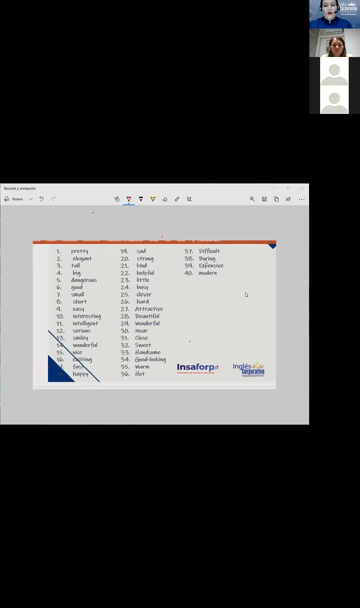 Recorte y anotación
Nuevo
1. pretty
2. elegant
3. tall
4. big
5. dangerous
6. good
7. small
8. short
9. easy
10. interesting
11. intelligent
12. serious
13. smiley
14. wonderful
15. nice
16. exciting
17. fast
18. happy
19. sad
20. strong
21. kind
22. helpful
23. little
24. busy
25. clever
26. hard
27. Attractive
28. Beautiful
29. Wonderful
30. Near
31. Close
32. Sweet
33. Handsome
34. Good-looking
35. Warm
36. Hot
37. Difficult
38. Boring
39. Expensive
40. modern
Insaforp
Inglés
Corporativo